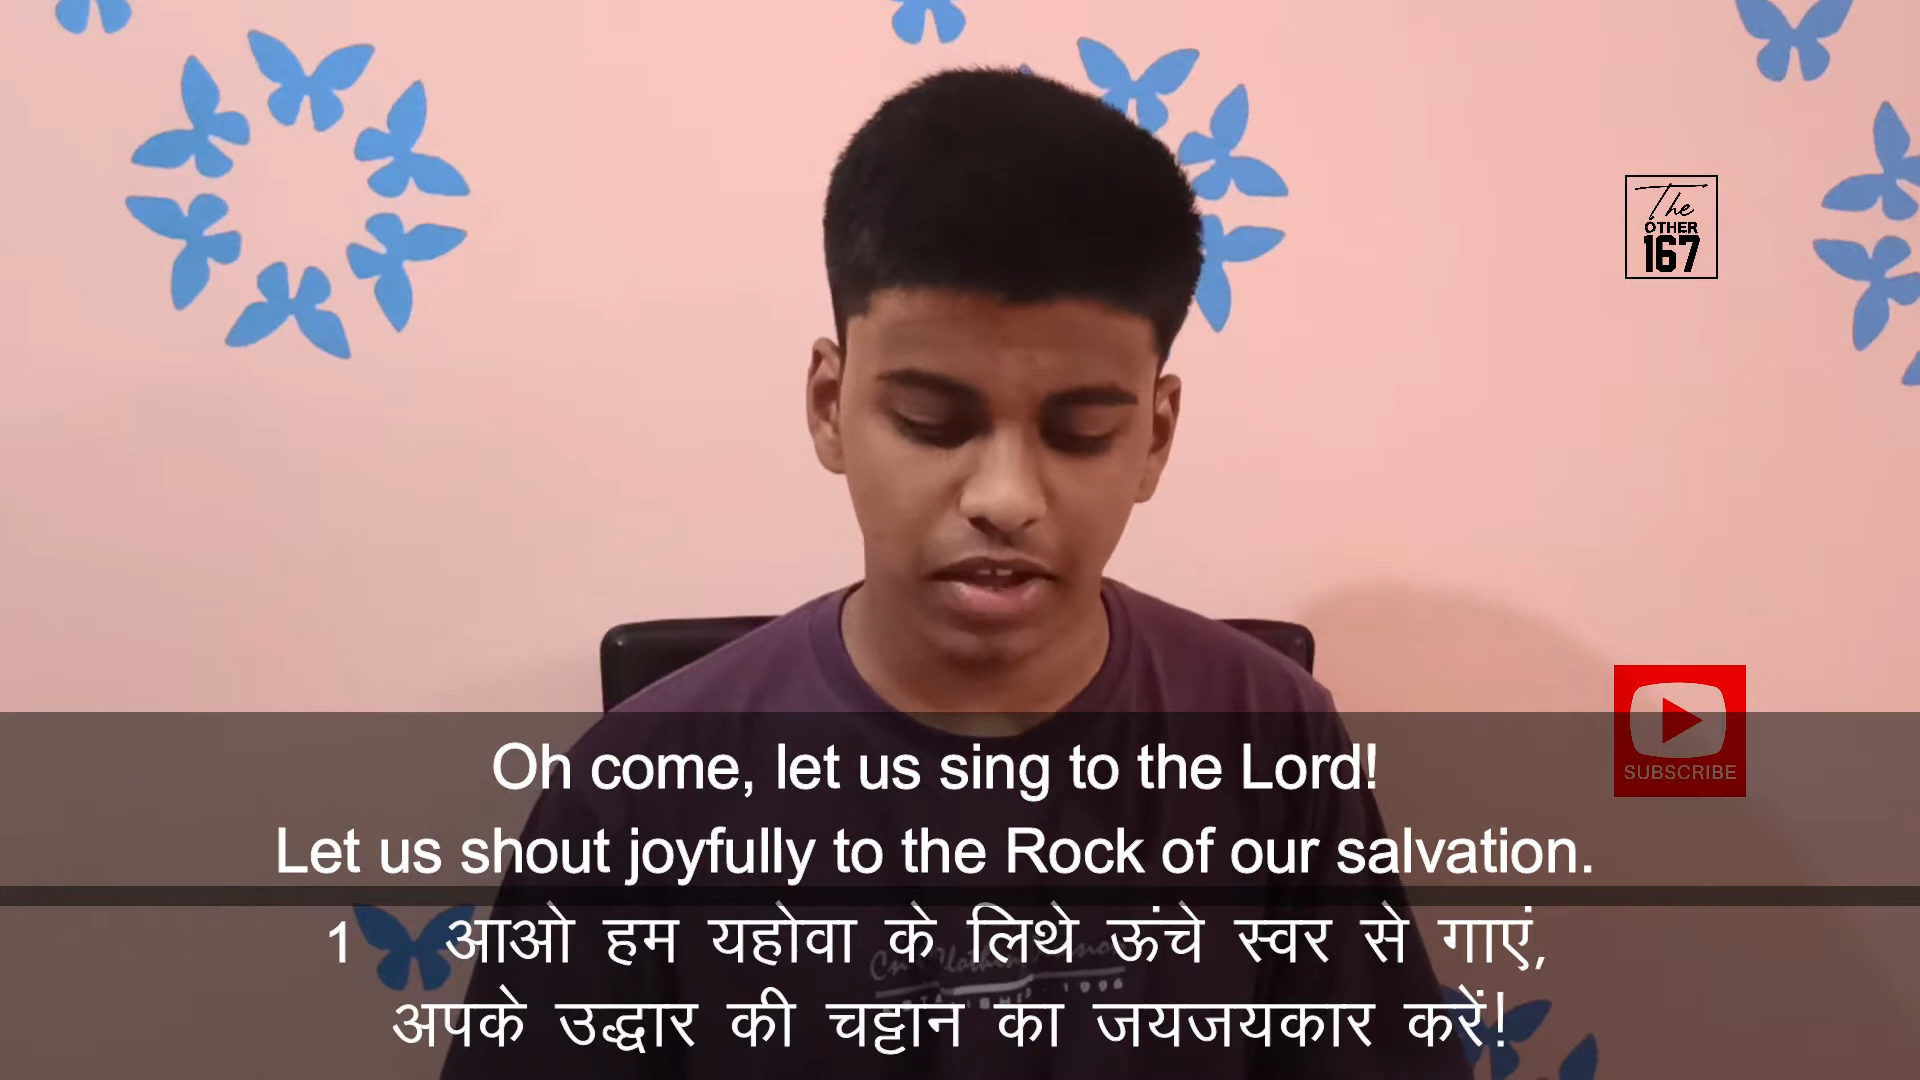 The
OTHER
167
SUBSCRIBE
Oh come, let us sing to the Lord!
Let us shout joyfully to the Rock of our salvation.
1 आओ हम यहोवा के लिथे ऊंचे स्वर से गाएं,
अपके उद्धार की चट्टान का जयजयकार करें!